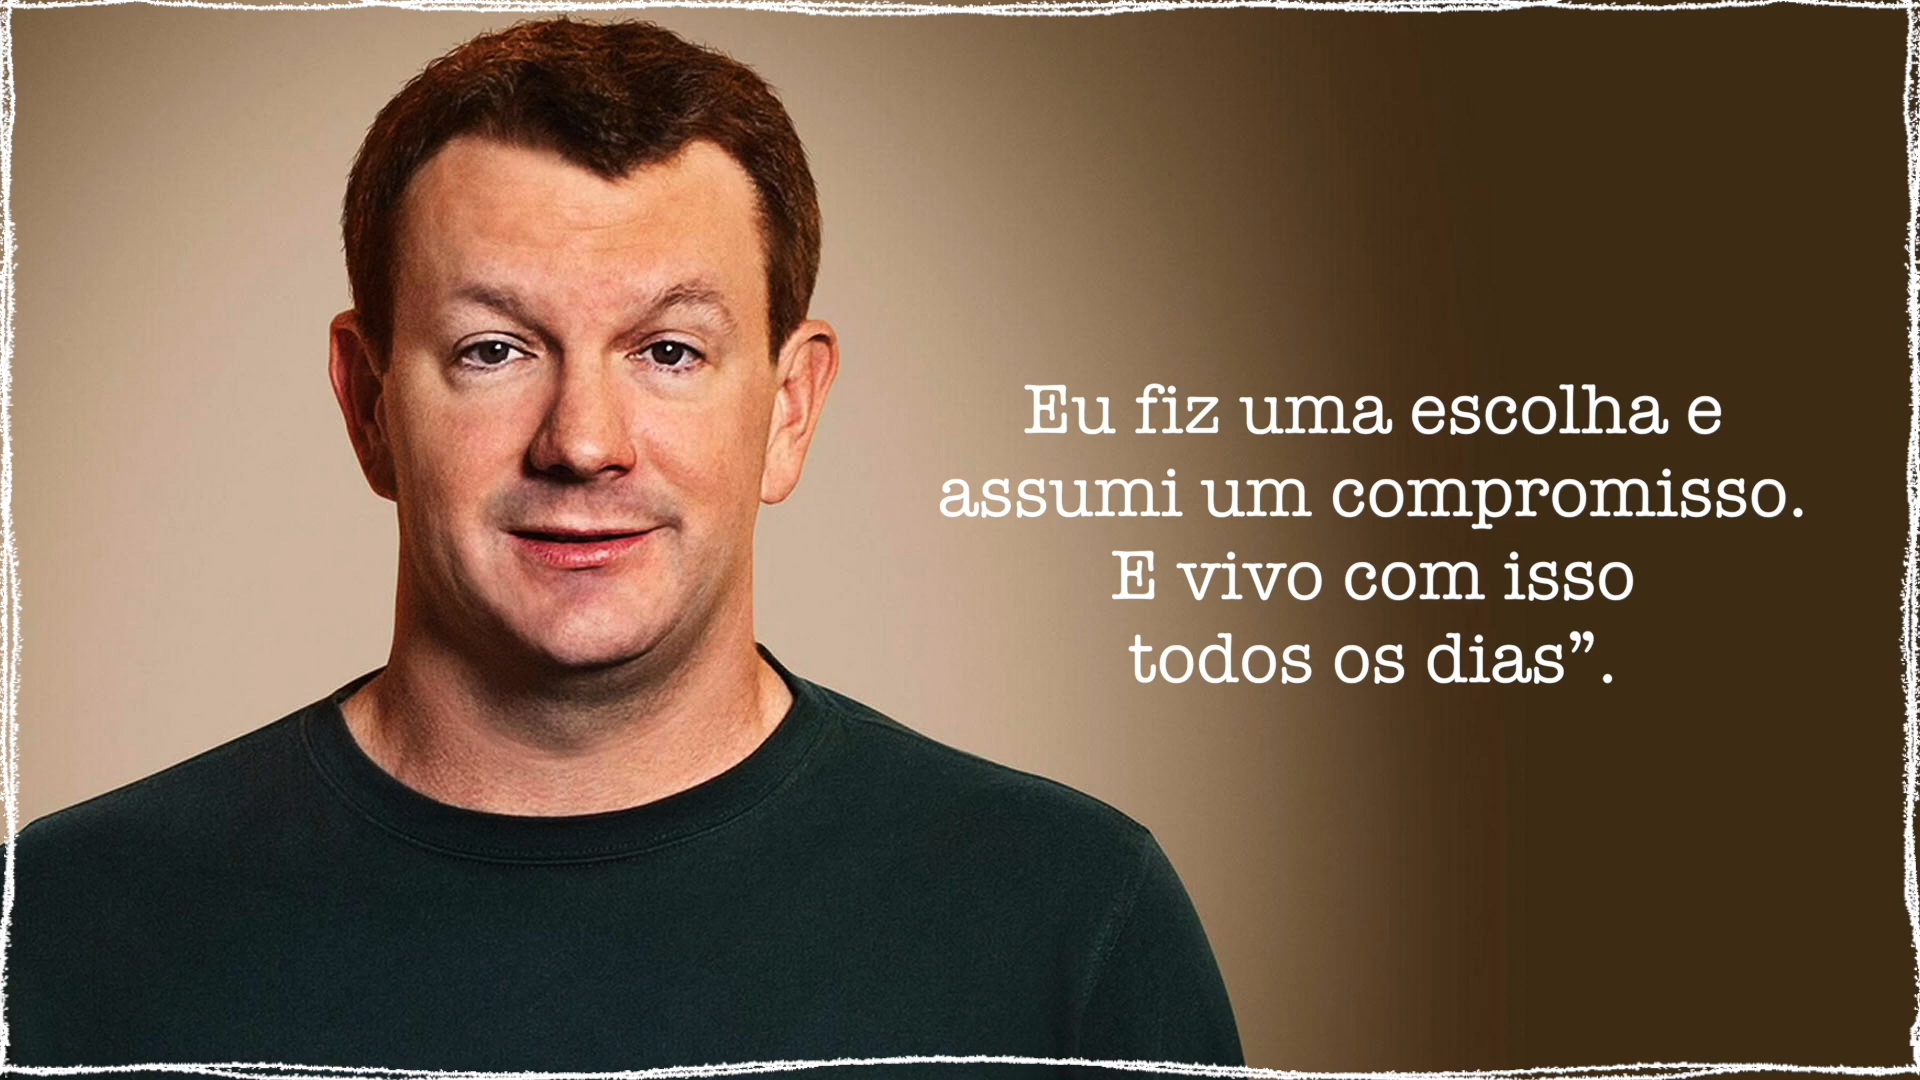 Eu fiz uma escolha e
assumi um compromisso.
E vivo com isso
todos os dias”.